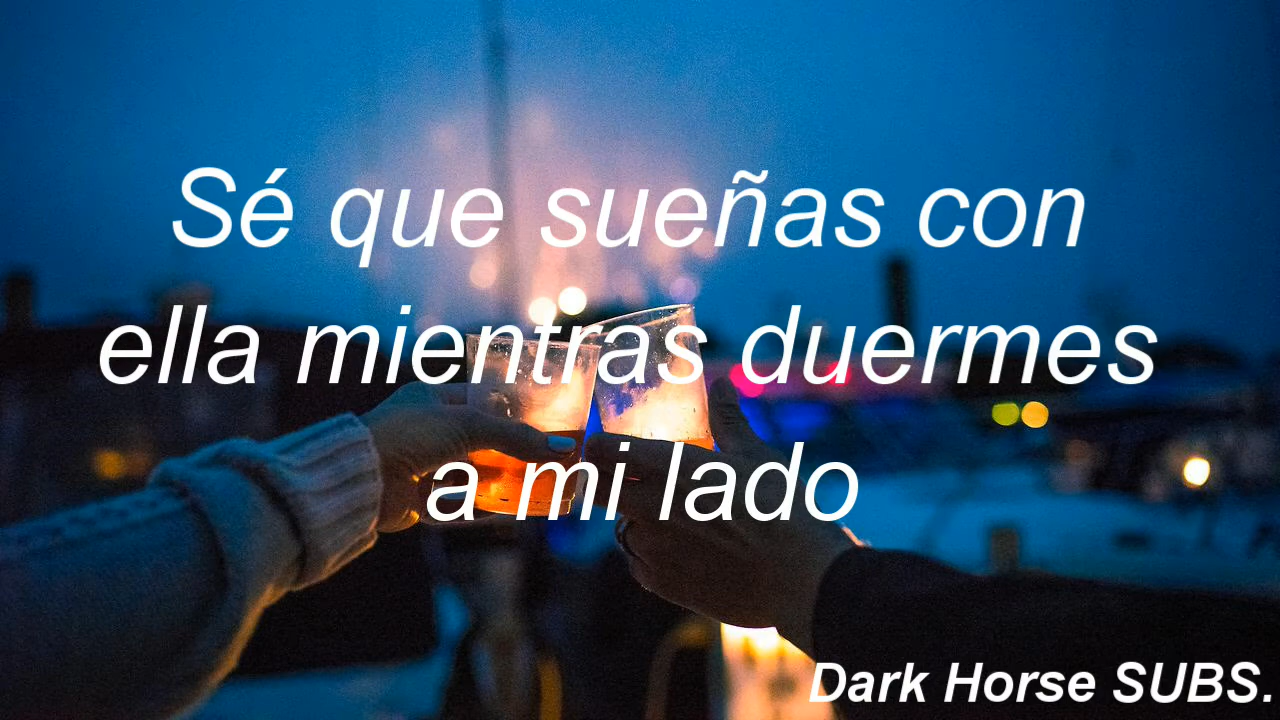 Sé que sueñas con
ella mientras duermes
a mi lado
Dark Horse SUBS.